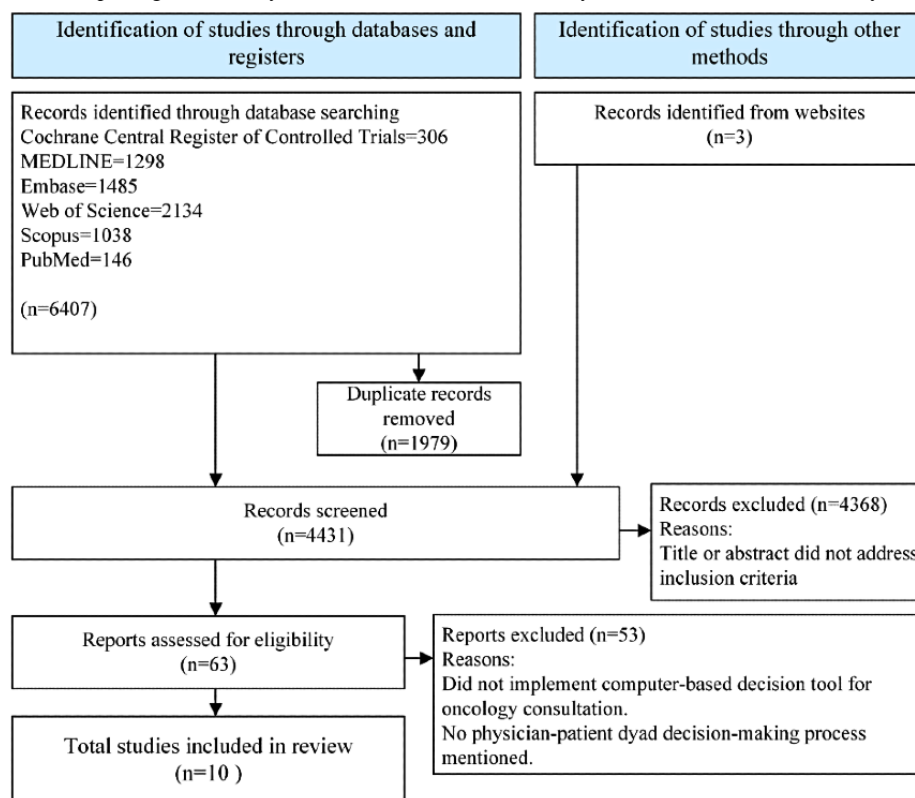 Identification of studies through databases and
registers
Identification of studies through other
methods
Records identified through database searching
Cochrane Central Register of Controlled Trials=306
MEDLINE=1298
Embase=1485
Web of Science=2134
Scopus=1038
PubMed=146
(n=6407)
Records identified from websites
(n=3)
Duplicate records
removed
(n=1979)
Records screened
(n=4431)
Records excluded (n=4368)
Reasons:
Title or abstract did not address
inclusion criteria
Reports assessed for eligibility
(n=63)
Reports excluded (n=53)
Reasons:
Did not implement computer-based decision tool for
oncology consultation.
No physician-patient dyad decision-making process
mentioned.
Total studies included in review
(n=10 )